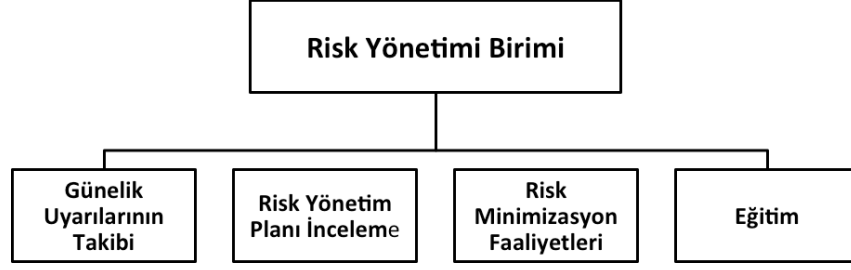 Risk Yönetimi Birimi
Günelik
Uyarılarının
Takibi
Risk Yönetim
Planı İnceleme
Risk
Minimizasyon
Faaliyetleri
Eğitim